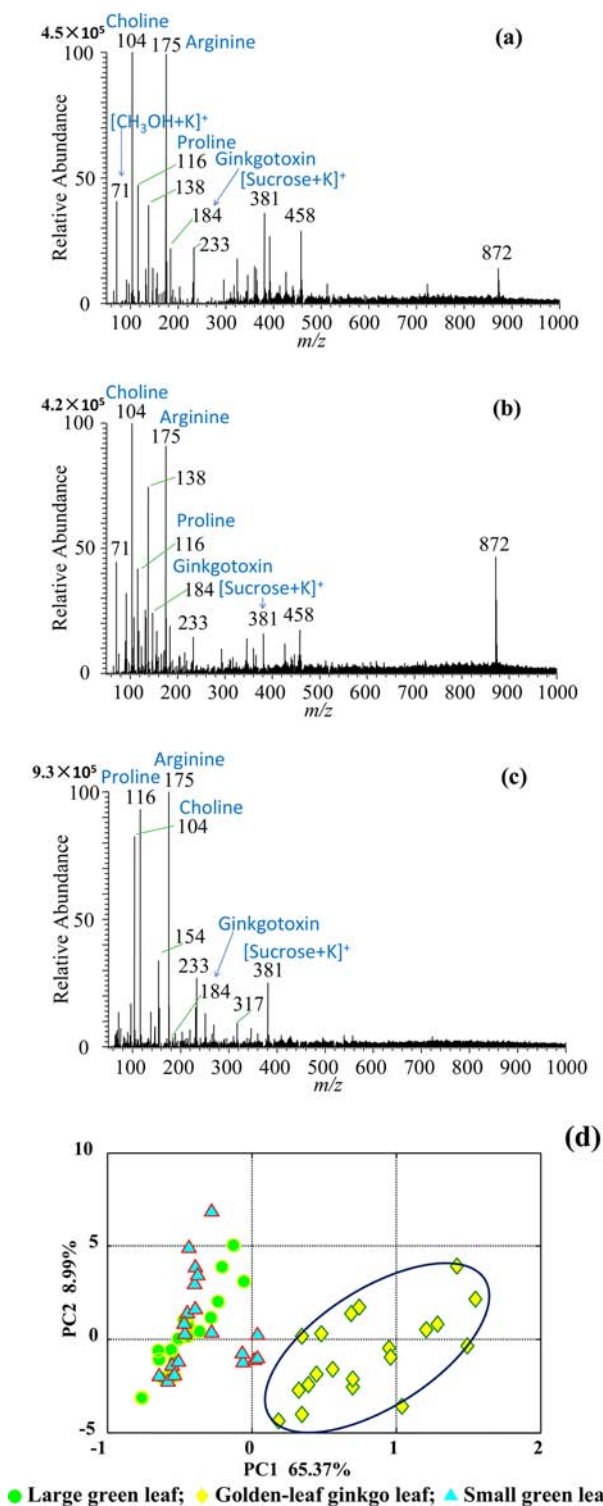 Choline
4.5×10⁵
104
175
Arginine
(a)
100
[CH₃OH+K]⁺
Proline
116
Ginkgotoxin
71
138
[Sucrose+K]⁺
184
381
458
50
233
872
0
Relative Abundance
100 200 300 400 500 600 700 800 900 1000
m/z
Choline
4.2×10⁵
104
Arginine
(b)
100
175
138
Proline
116
872
71
Ginkgotoxin
184
[Sucrose+K]⁺
50
233
381
458
0
Relative Abundance
100 200 300 400 500 600 700 800 900 1000
m/z
Arginine
9.3×10⁵
Proline
175
(c)
100
116
Choline
104
Ginkgotoxin
154
[Sucrose+K]⁺
50
233
381
184
317
0
Relative Abundance
100 200 300 400 500 600 700 800 900 1000
m/z
(d)
10
5
0
-5
PC2 8.99%
-1 0 1 2
PC1 65.37%
Large green leaf; Golden-leaf ginkgo leaf; Small green lea